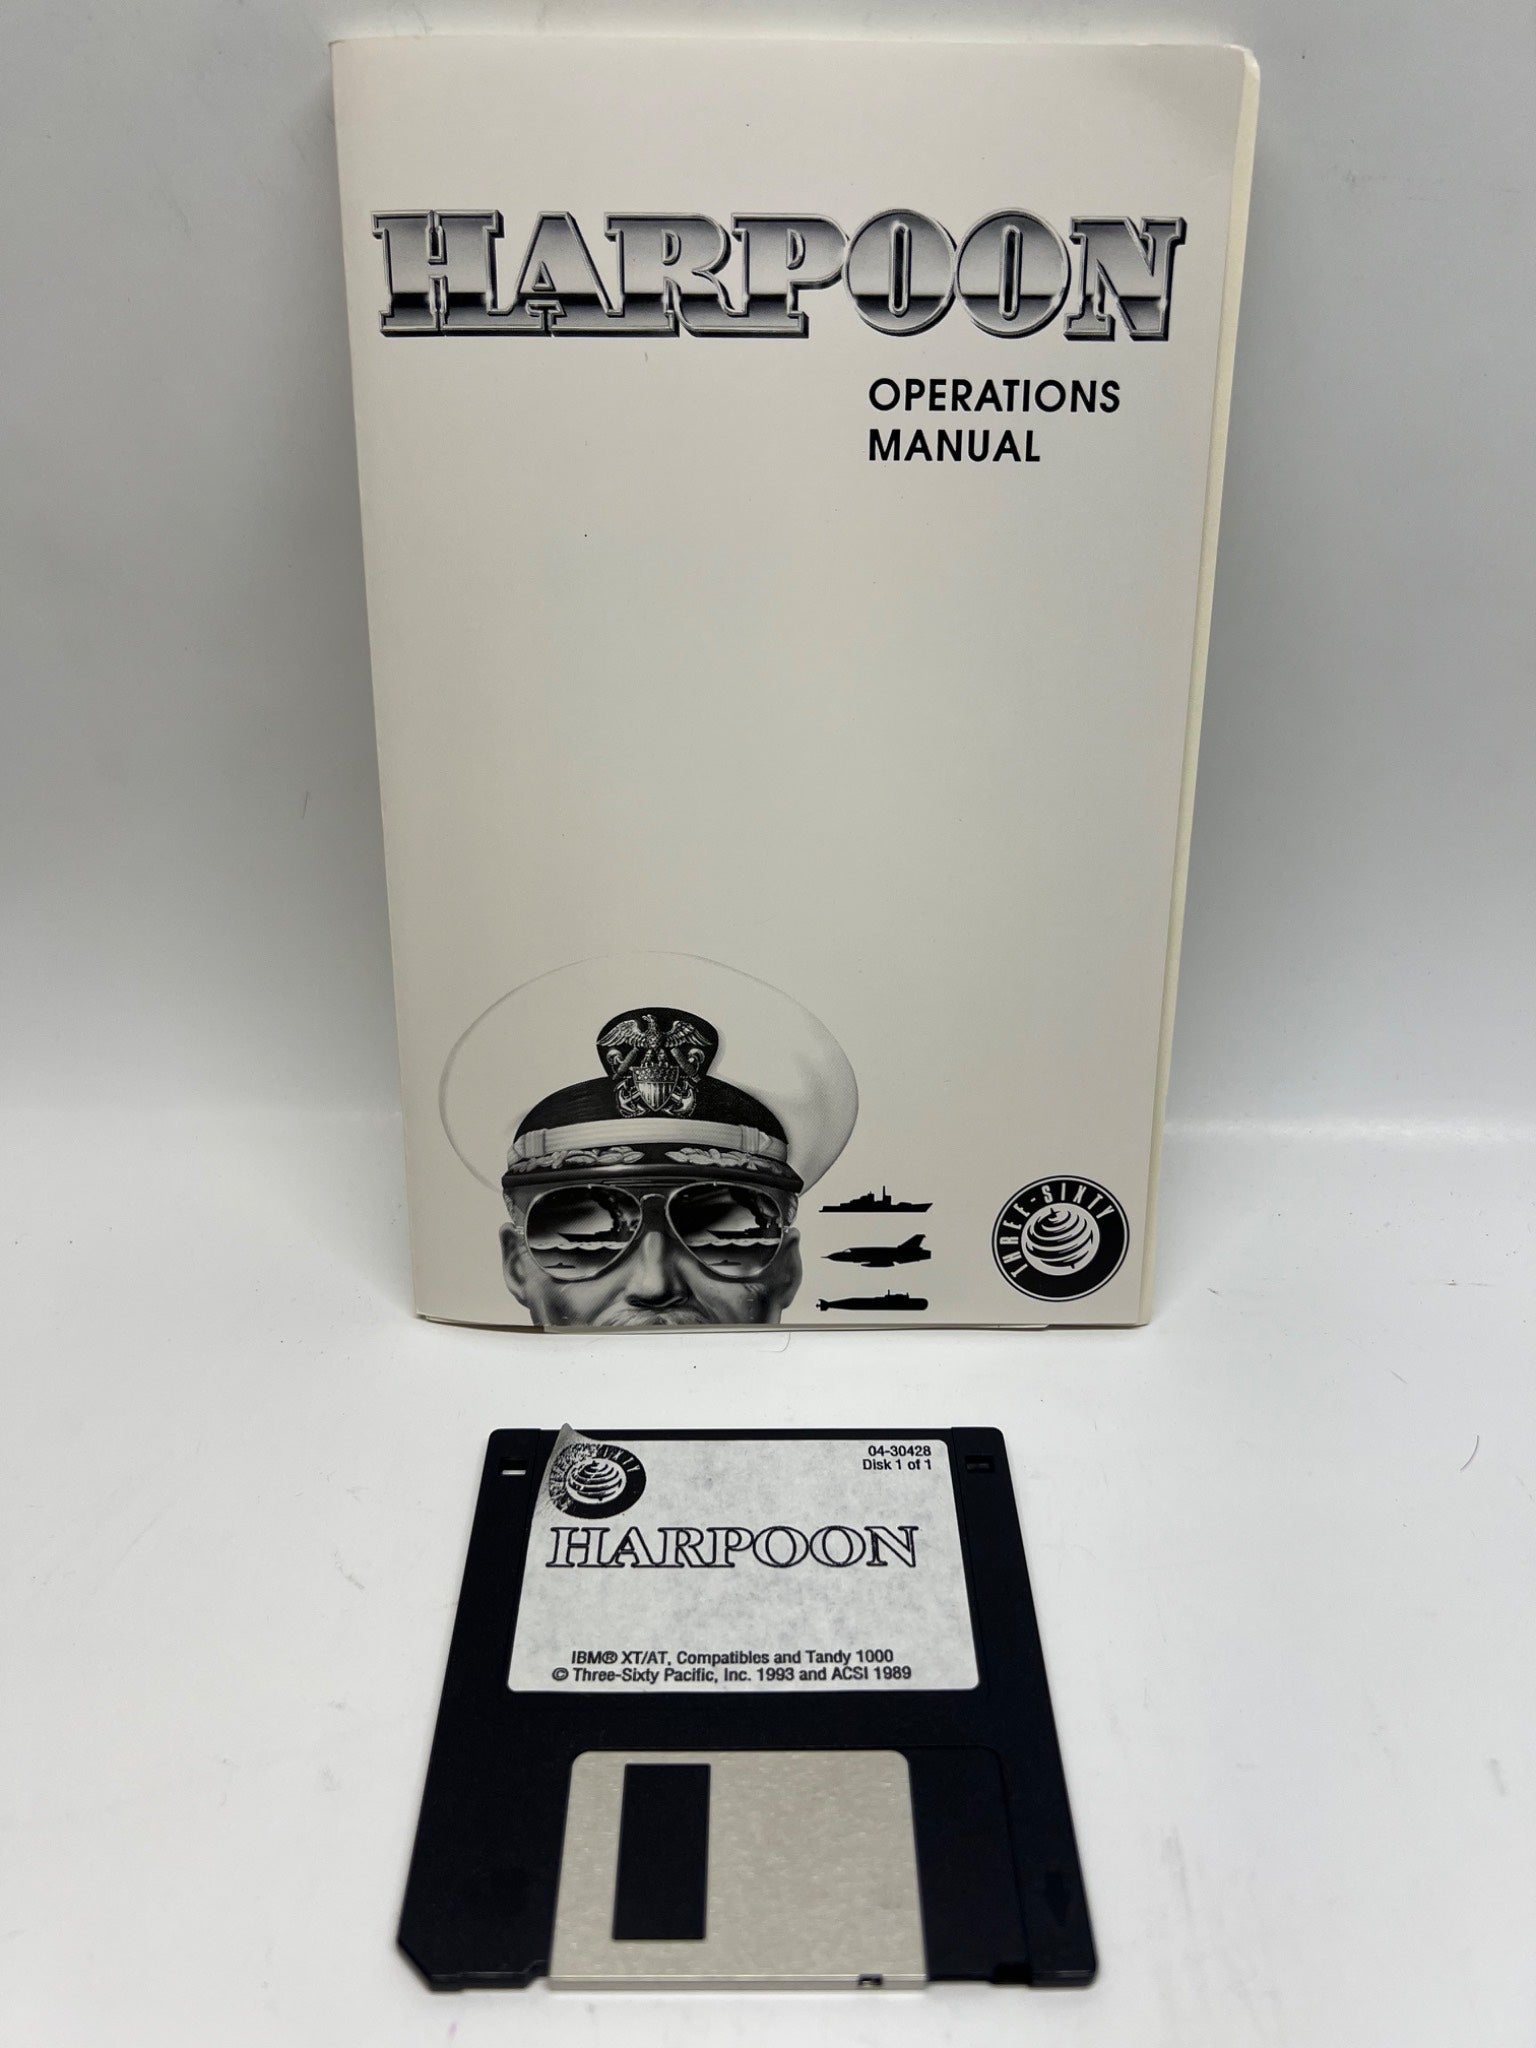 HARPOON
OPERATIONS
MANUAL
THREE-SIXTY
04-30428
Disk 1 of 1
HARPOON
IBM® XT/AT, Compatibles and Tandy 1000
© Three-Sixty Pacific, Inc. 1993 and ACSI 1989